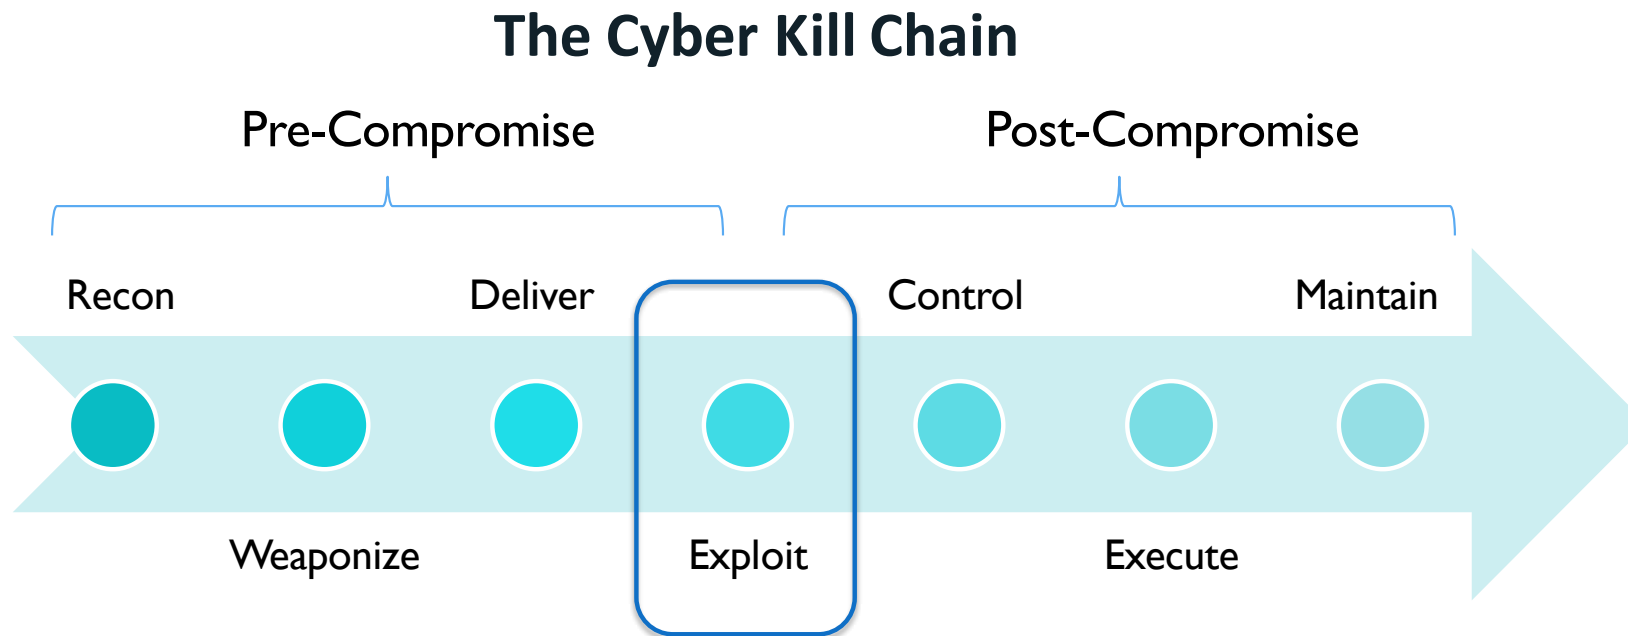 The Cyber Kill Chain
Pre-Compromise
Post-Compromise
Recon
Deliver
Control
Maintain
Weaponize
Exploit
Execute